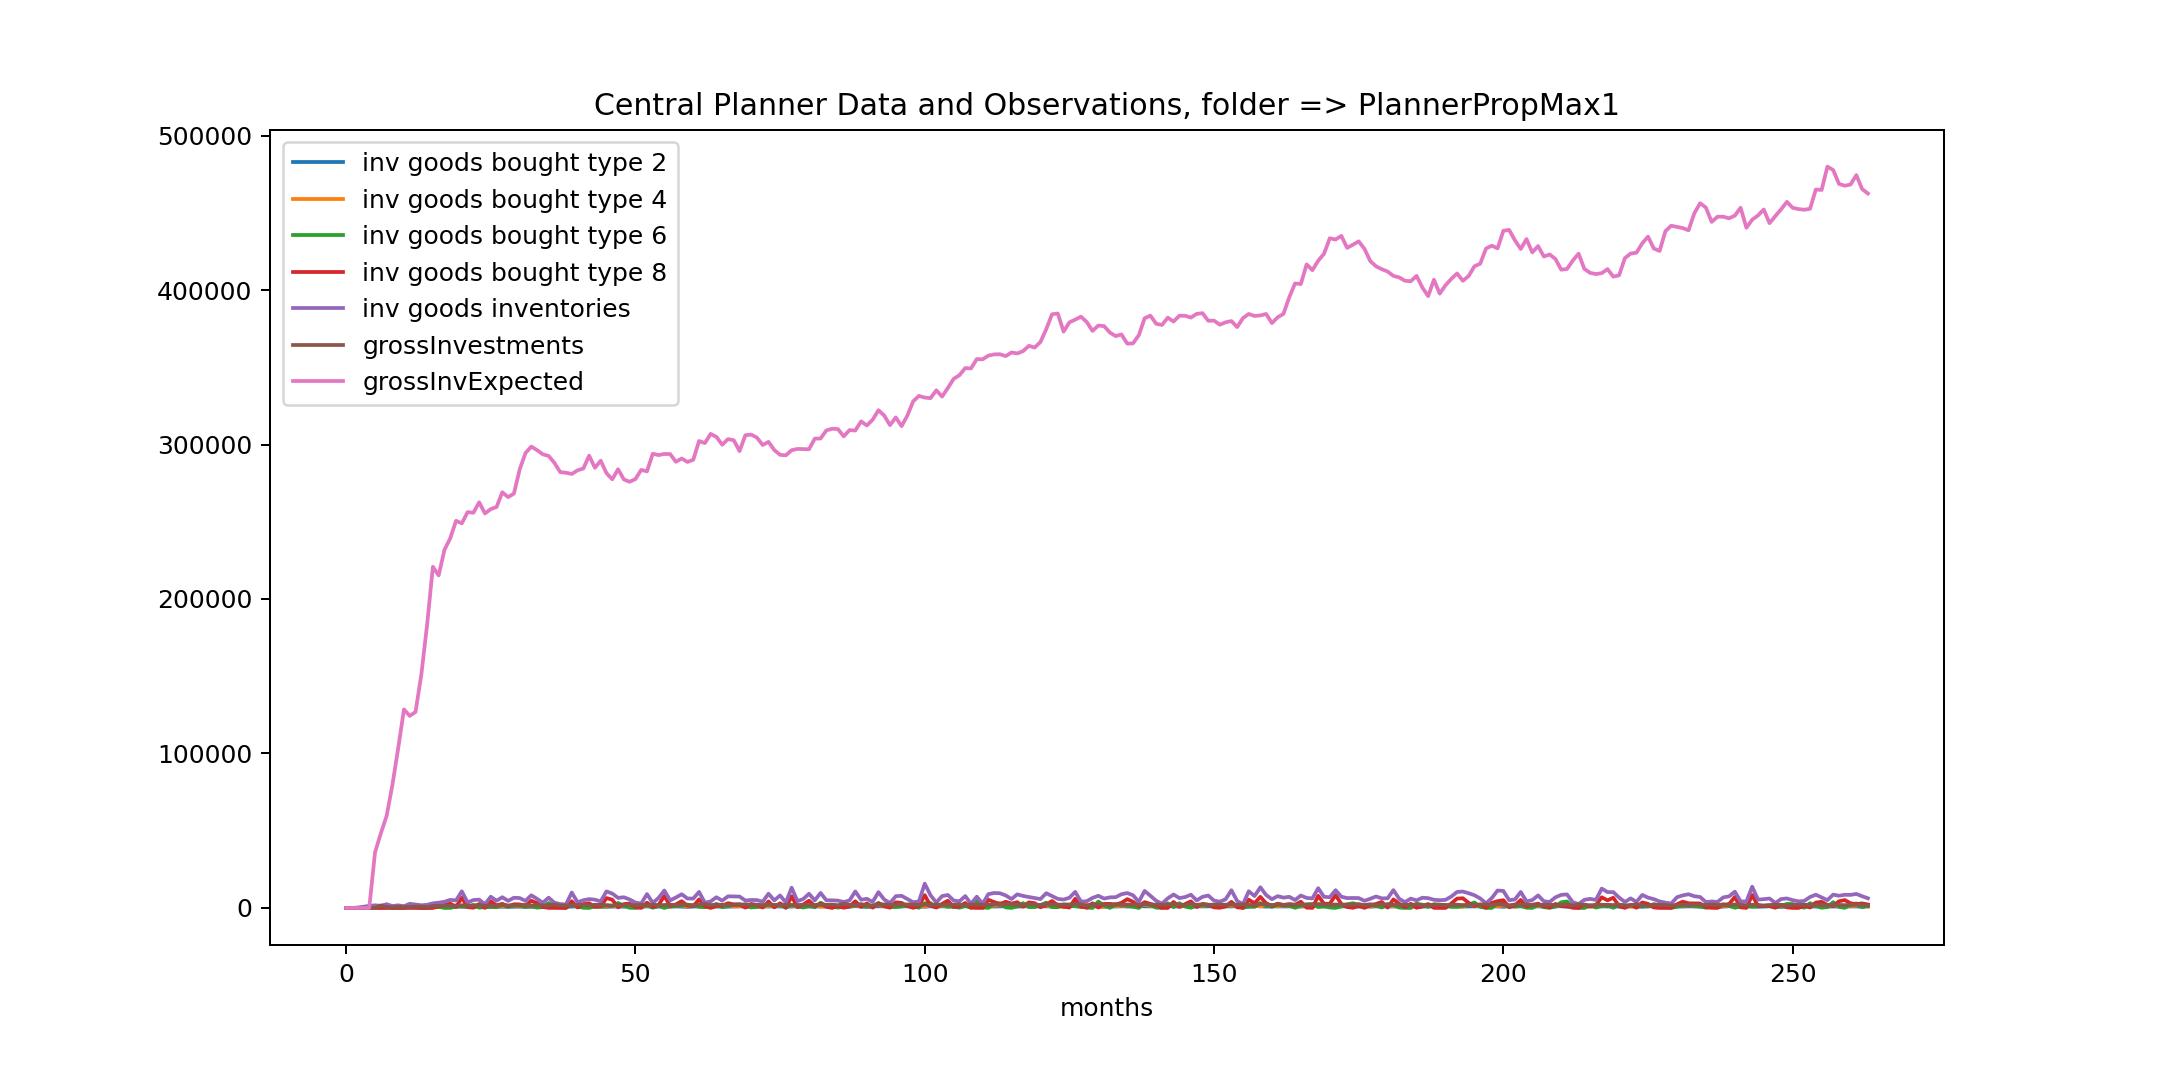 Central Planner Data and Observations, folder => PlannerPropMax1
500000
400000
300000
200000
100000
0
inv goods bought type 2
inv goods bought type 4
inv goods bought type 6
inv goods bought type 8
inv goods inventories
grossInvestments
grossInvExpected
0 50 100 150 200 250
months